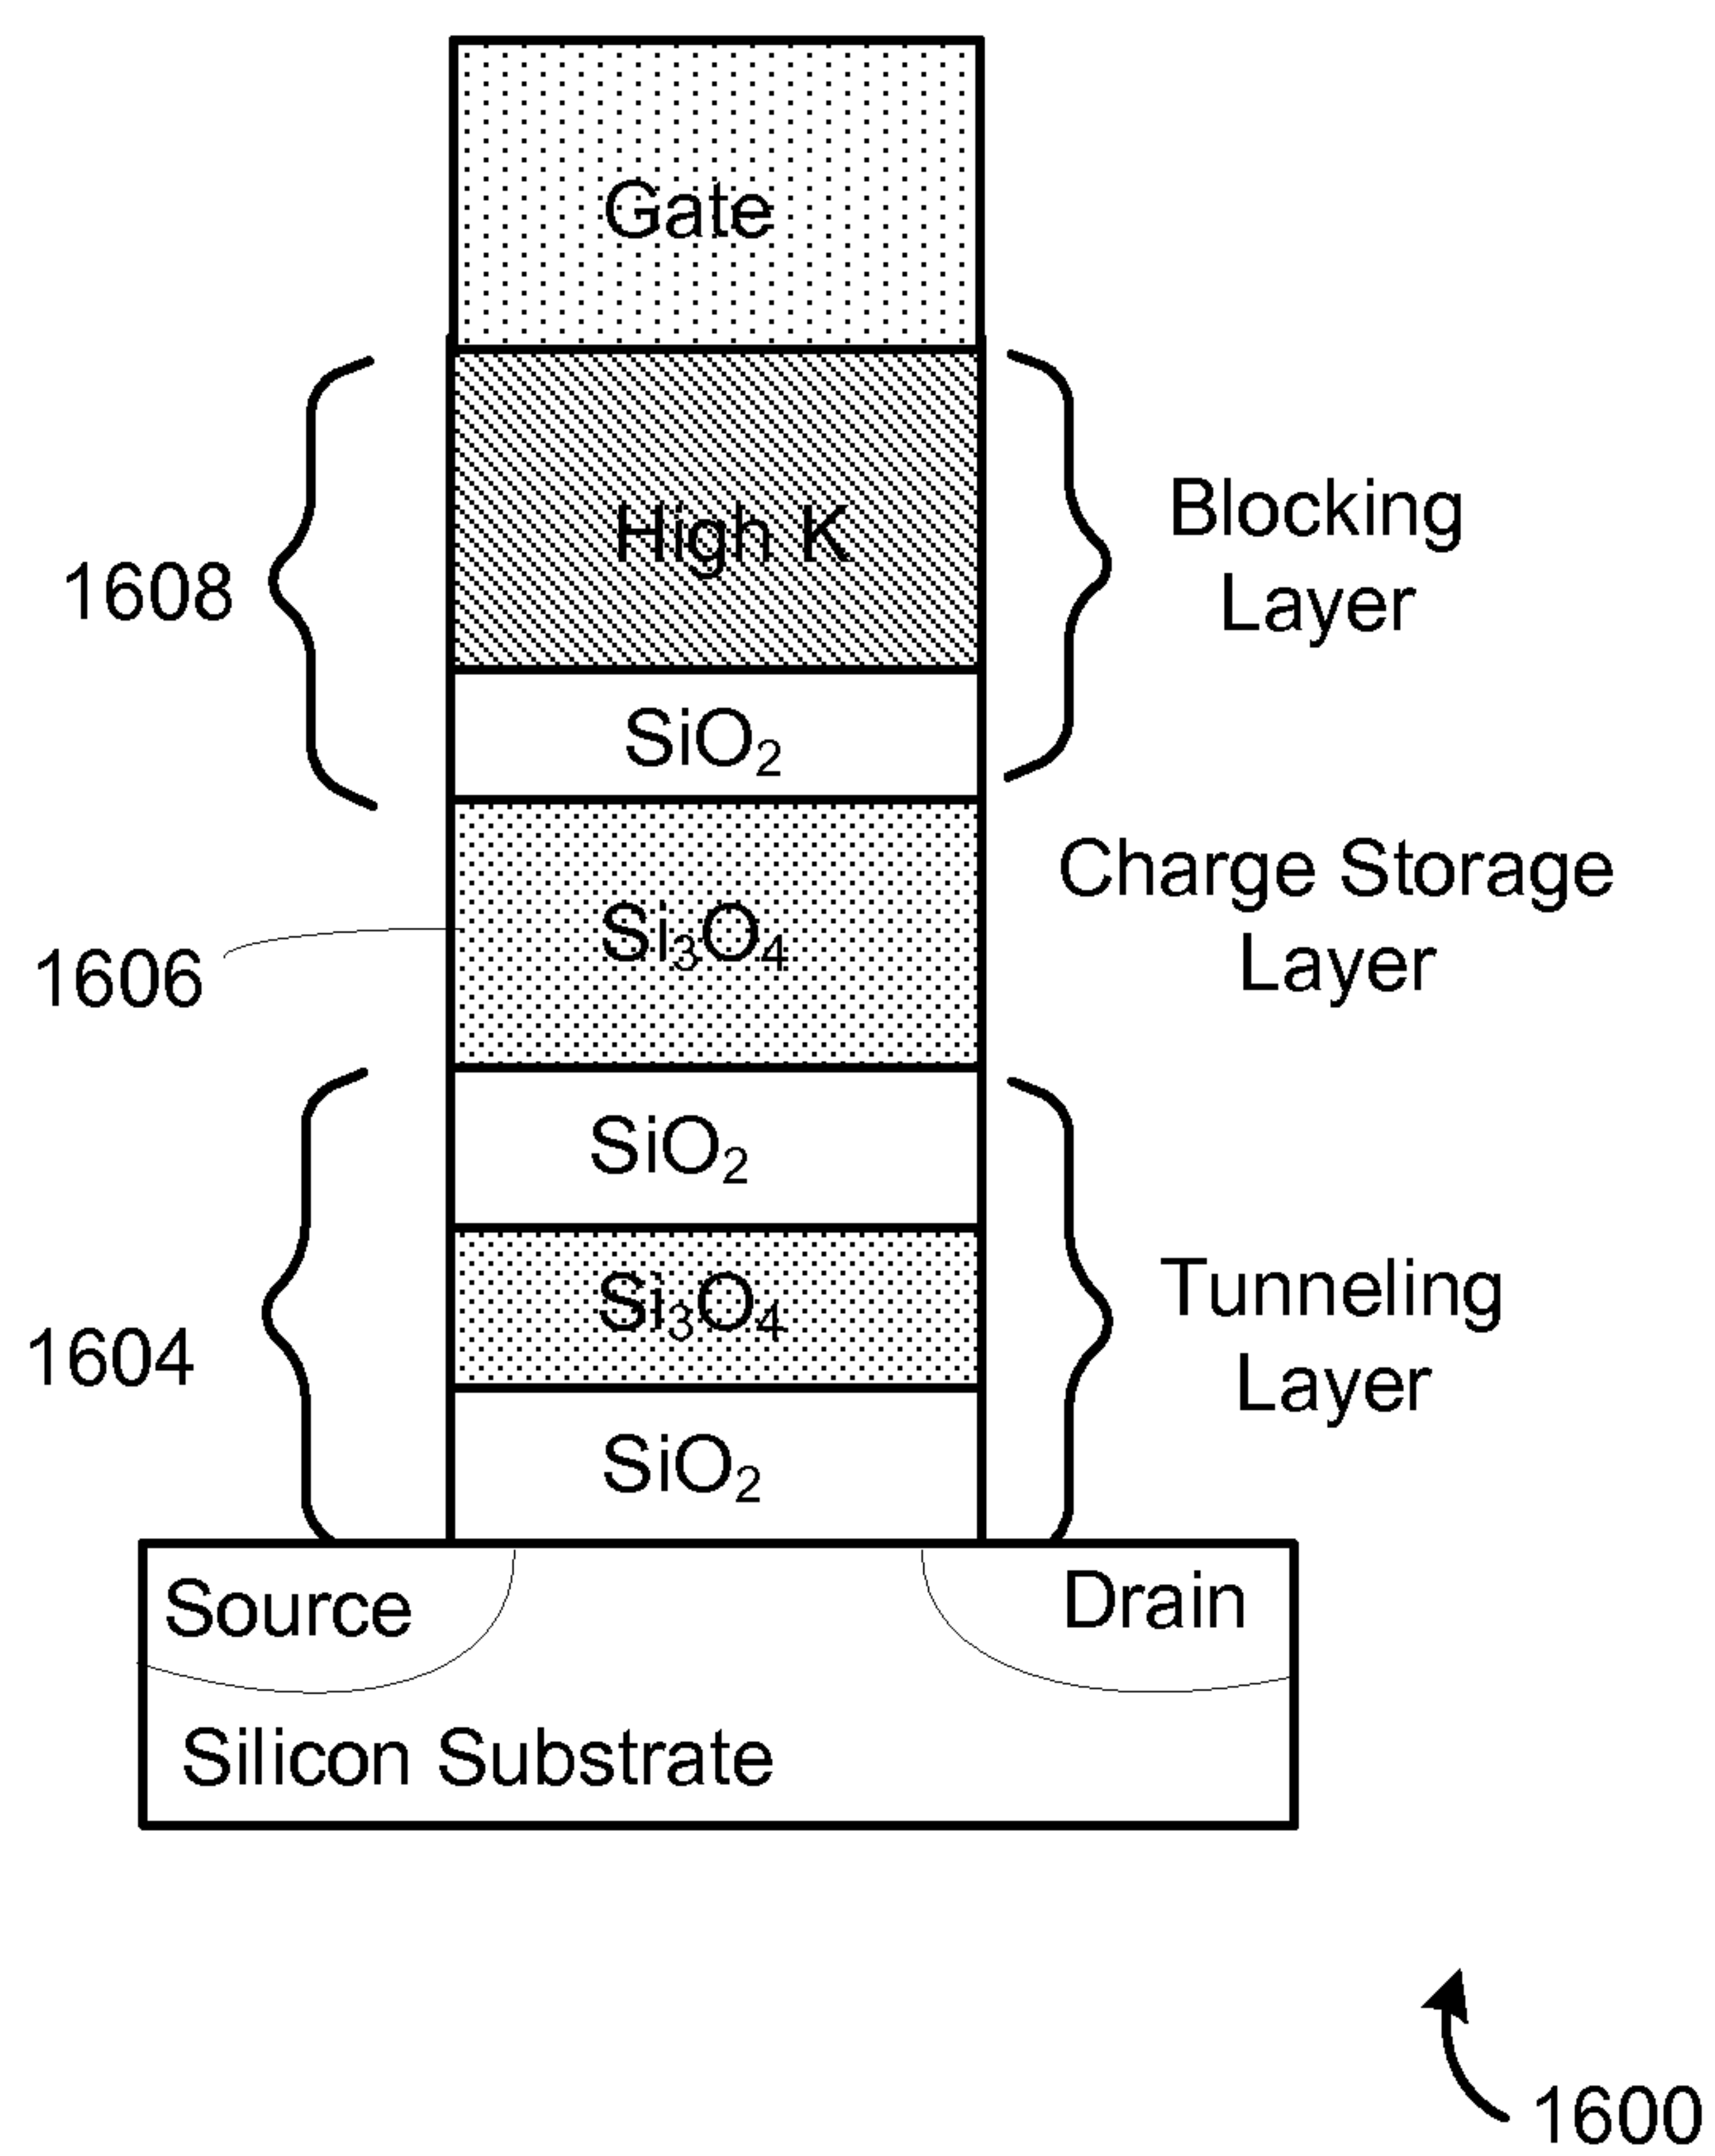 Gate
High K
1608
Blocking
Layer
SiO₂
Charge Storage
Layer
Si₃O₄
1606
SiO₂
Si₃O₄
1604
Tunneling
Layer
SiO₂
Source
Drain
Silicon Substrate
1600